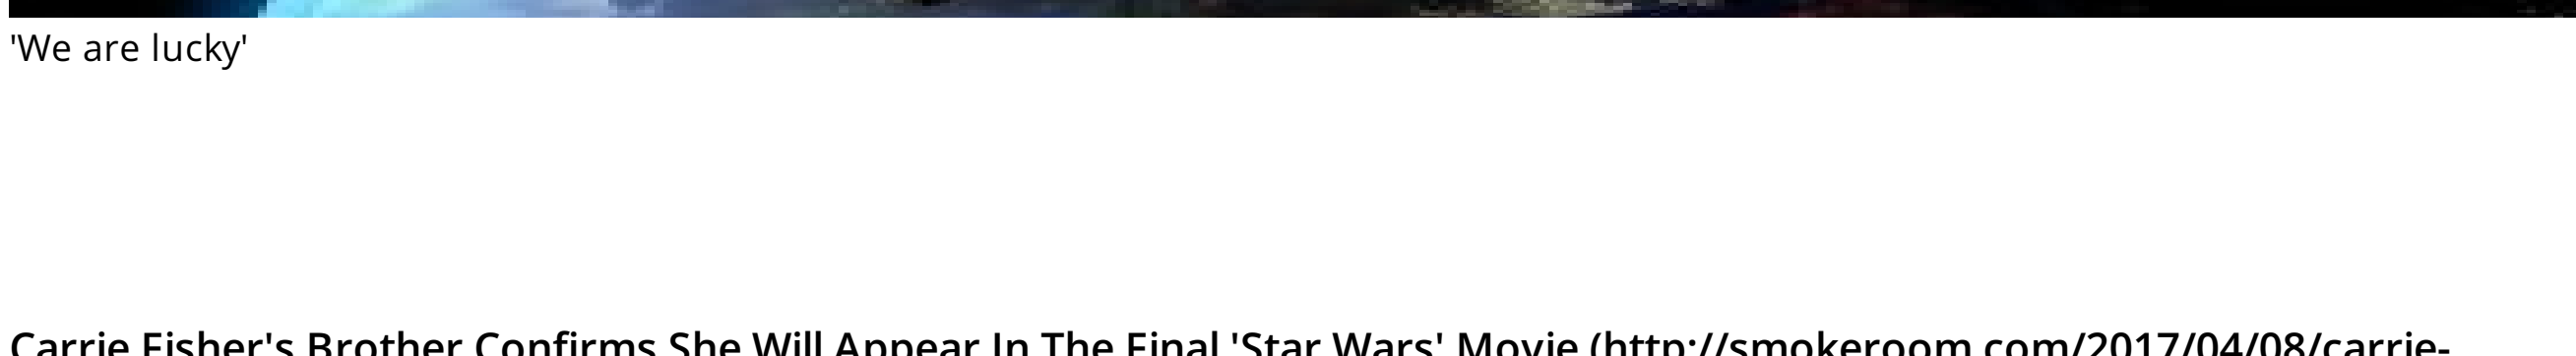 'We are lucky'
Carrie Fisher's Brother Confirms She Will Appear In The Final 'Star Wars' Movie (http://smokeroom.com/2017/04/08/carrie-